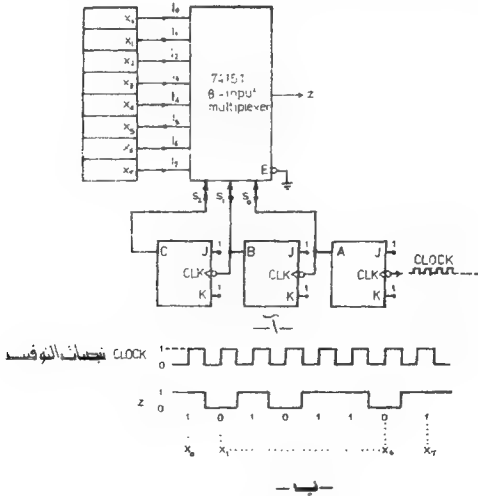 X₀ I₀
X₁ I₁
X₂ I₂
X₃ I₃
X₄ I₄
X₅ I₅
X₆ I₆
X₇ I₇
74151
8-input
multiplexer
Z
E
S₂ S₁ S₀
C J 1
CLK
K 1
B J 1
CLK
K 1
A J 1
CLK
K 1
CLOCK
-آ-
نبضات التوقيت CLOCK 1 0
Z 1 0
1 0 1 0 1 1 0 1
X₀ X₁ X₆ X₇
-ب-